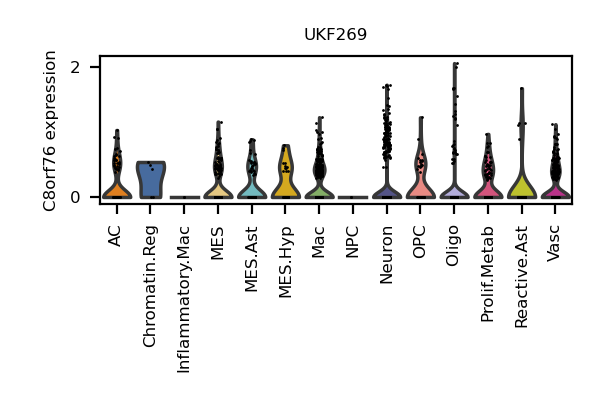 UKF269
C8orf76 expression
2
0
AC
Chromatin.Reg
Inflammatory.Mac
MES
MES.Ast
MES.Hyp
Mac
NPC
Neuron
OPC
Oligo
Prolif.Metab
Reactive.Ast
Vasc